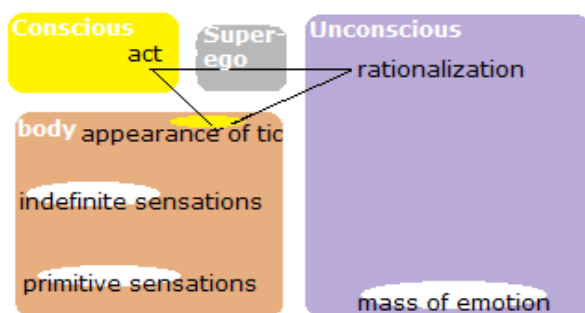 Conscious
act
Super-
ego
Unconscious
rationalization
body
appearance of tic
indefinite sensations
primitive sensations
mass of emotion